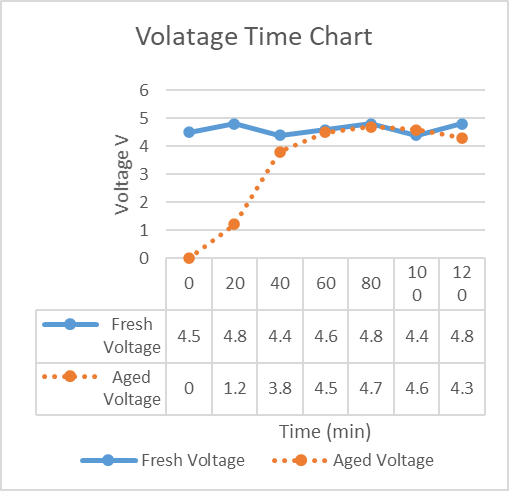 Volatage Time Chart
6
5
4
3
2
1
0
Voltage V
0 20 40 60 80 10 12
0 0
Fresh
Voltage 4.5 4.8 4.4 4.6 4.8 4.4 4.8
Aged
Voltage 0 1.2 3.8 4.5 4.7 4.6 4.3
Time (min)
Fresh Voltage Aged Voltage